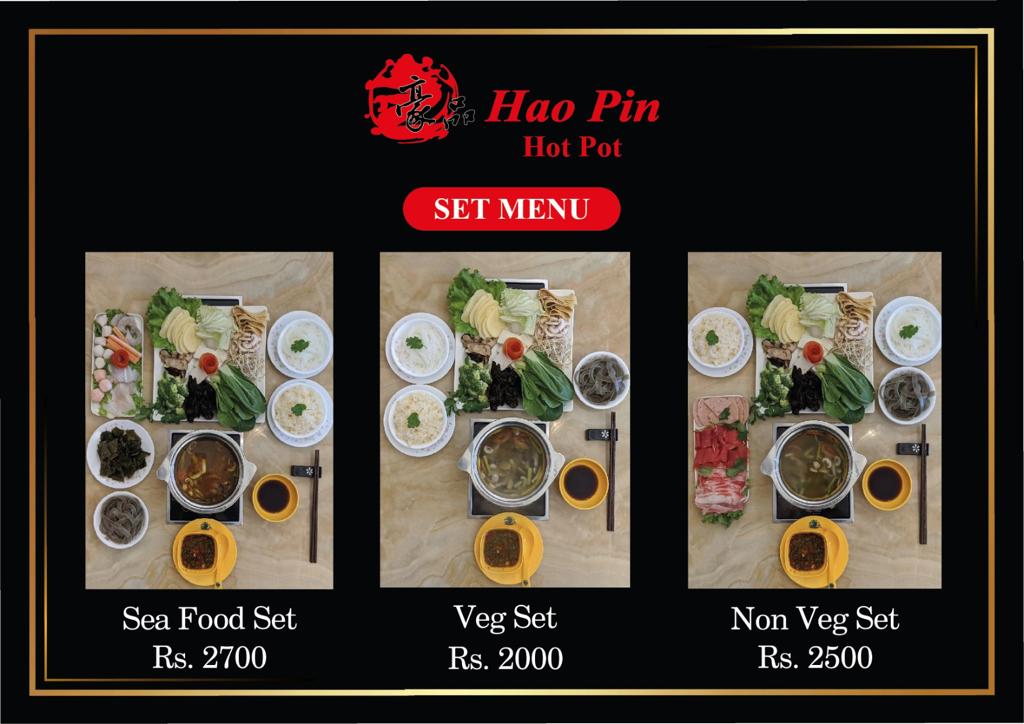 豪品
Hao Pin
Hot Pot
SET MENU
Sea Food Set
Rs. 2700
Veg Set
Rs. 2000
Non Veg Set
Rs. 2500